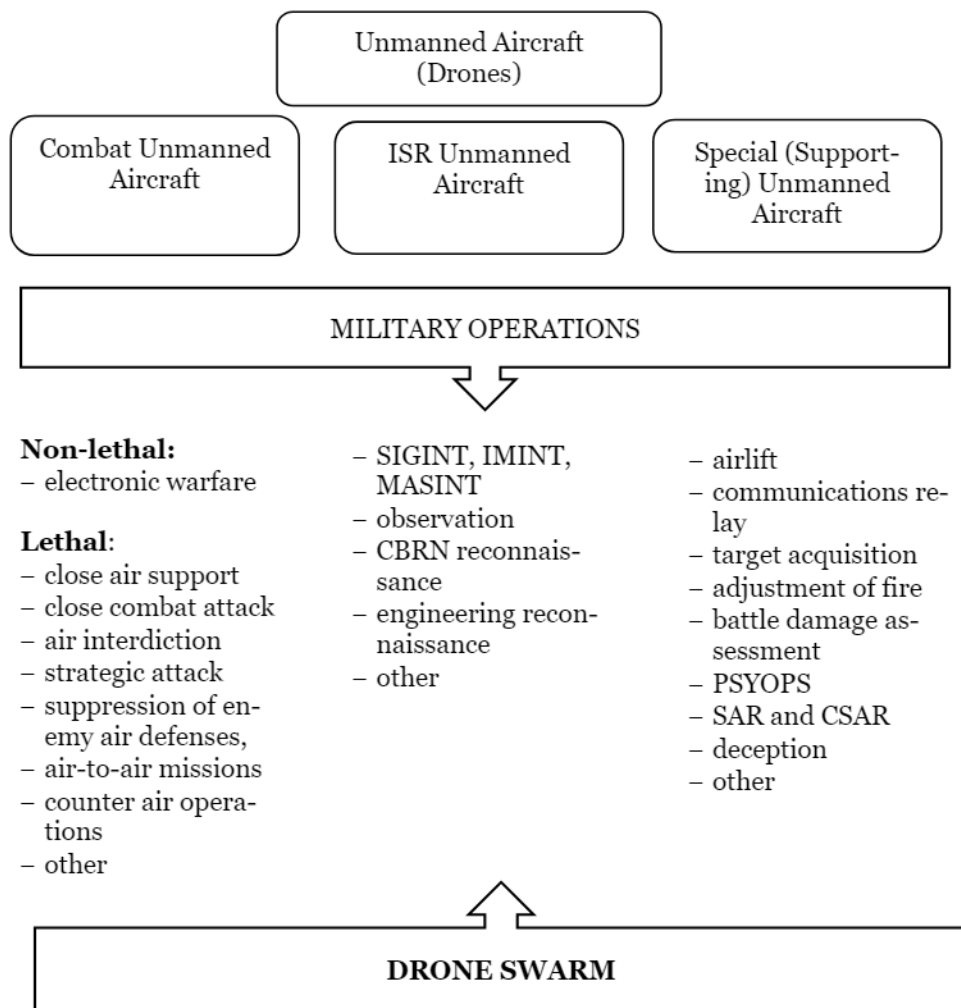 Unmanned Aircraft
(Drones)
Combat Unmanned
Aircraft
ISR Unmanned
Aircraft
Special (Support-
ing) Unmanned
Aircraft
MILITARY OPERATIONS
Non-lethal:
– electronic warfare
Lethal:
– close air support
– close combat attack
– air interdiction
– strategic attack
– suppression of en-
emy air defenses,
– air-to-air missions
– counter air opera-
tions
– other
– SIGINT, IMINT,
MASINT
– observation
– CBRN reconnais-
sance
– engineering recon-
naissance
– other
– airlift
– communications re-
lay
– target acquisition
– adjustment of fire
– battle damage as-
sessment
– PSYOPS
– SAR and CSAR
– deception
– other
DRONE SWARM